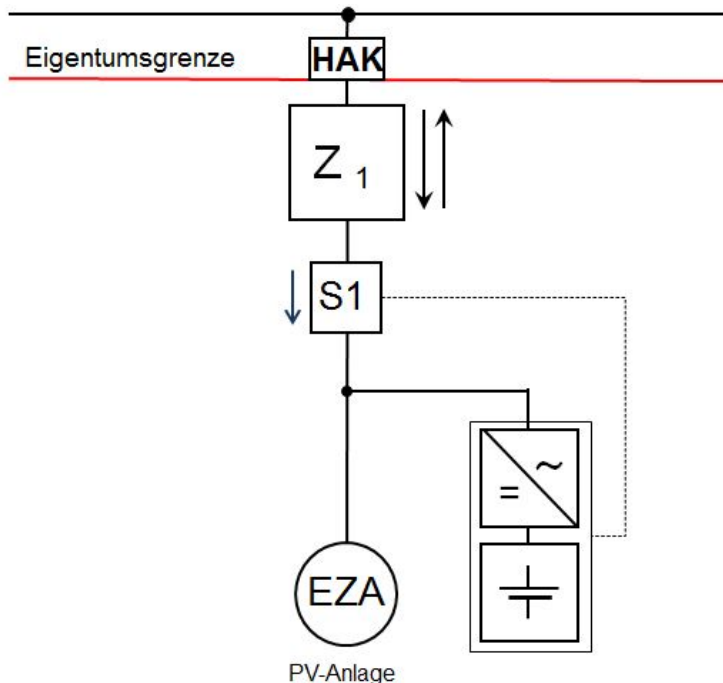 Eigentumsgrenze HAK
Z 1
S1
~
=
EZA
PV-Anlage